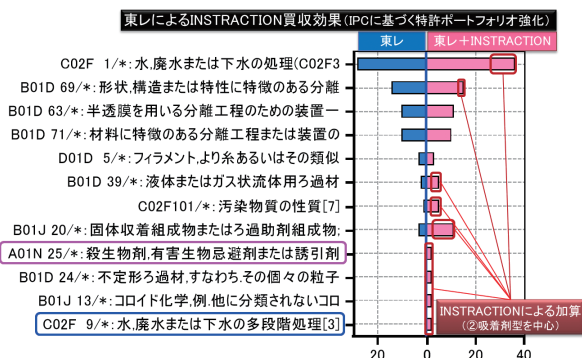 東レによるINSTRACTION買収効果(IPCに基づく特許ポートフォリオ強化)
東レ 東レ+INSTRACTION
C02F 1/*:水,廃水または下水の処理(C02F3
B01D 69/*:形状,構造または特性に特徴のある分離
B01D 63/*:半透膜を用いる分離工程のための装置一
B01D 71/*:材料に特徴のある分離工程または装置の
D01D 5/*:フィラメント,より糸あるいはその類似
B01D 39/*:液体またはガス状流体用ろ過材
C02F101/*:汚染物質の性質[7]
B01J 20/*:固体収着組成物またはろ過助剤組成物;
A01N 25/*:殺生物剤,有害生物忌避剤または誘引剤
B01D 24/*:不定形ろ過材,すなわち,その個々の粒子
B01J 13/*:コロイド化学,例,他に分類されないコロ
C02F 9/*:水,廃水または下水の多段階処理[3]
INSTRACTIONによる加算
(②吸着剤型を中心)
20 0 20 40